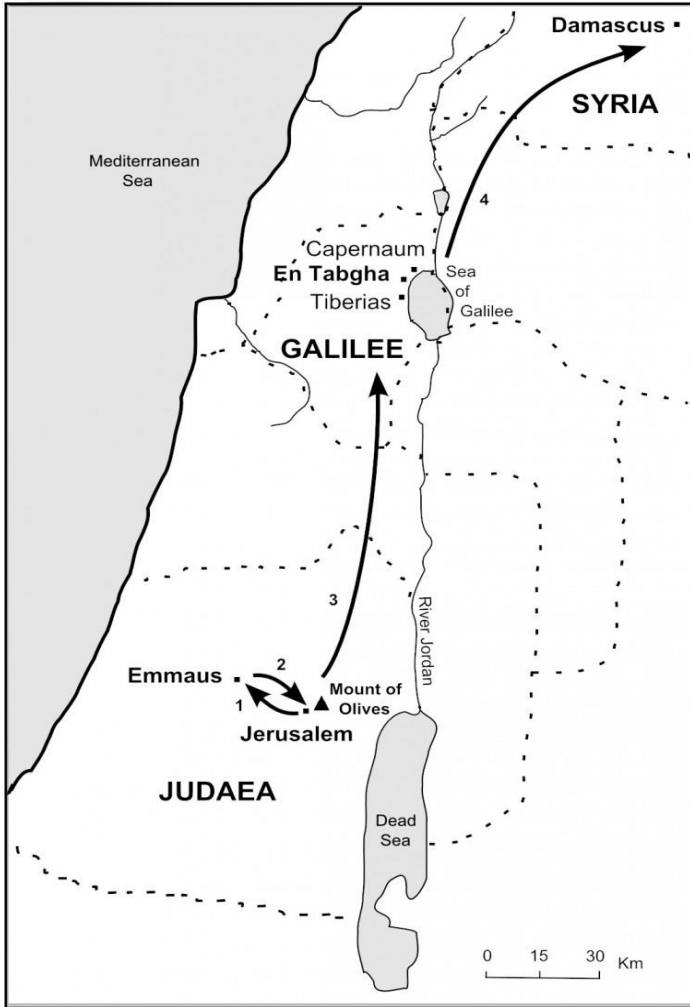 Damascus
SYRIA
Mediterranean
Sea
4
Capernaum
En Tabgha
Tiberias
Sea
of
Galilee
GALILEE
3
River Jordan
Emmaus
2
1
Mount of
Olives
Jerusalem
JUDAEA
Dead
Sea
0 15 30 Km